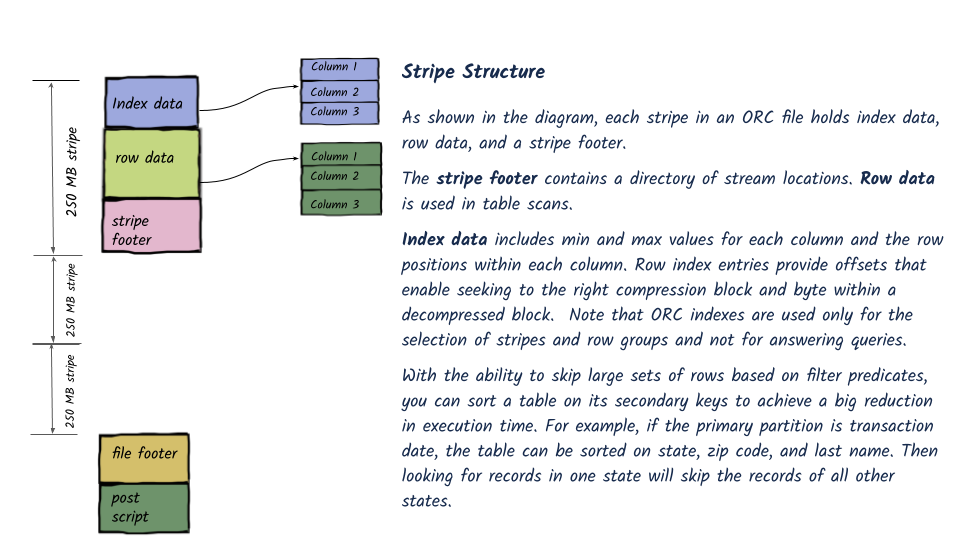 Index data
row data
stripe
footer
250 MB stripe
250 MB stripe
250 MB stripe
file footer
post
script
Column 1
Column 2
Column 3
Column 1
Column 2
Column 3
Stripe Structure
As shown in the diagram, each stripe in an ORC file holds index data,
row data, and a stripe footer.
The stripe footer contains a directory of stream locations. Row data
is used in table scans.
Index data includes min and max values for each column and the row
positions within each column. Row index entries provide offsets that
enable seeking to the right compression block and byte within a
decompressed block. Note that ORC indexes are used only for the
selection of stripes and row groups and not for answering queries.
With the ability to skip large sets of rows based on filter predicates,
you can sort a table on its secondary keys to achieve a big reduction
in execution time. For example, if the primary partition is transaction
date, the table can be sorted on state, zip code, and last name. Then
looking for records in one state will skip the records of all other
states.